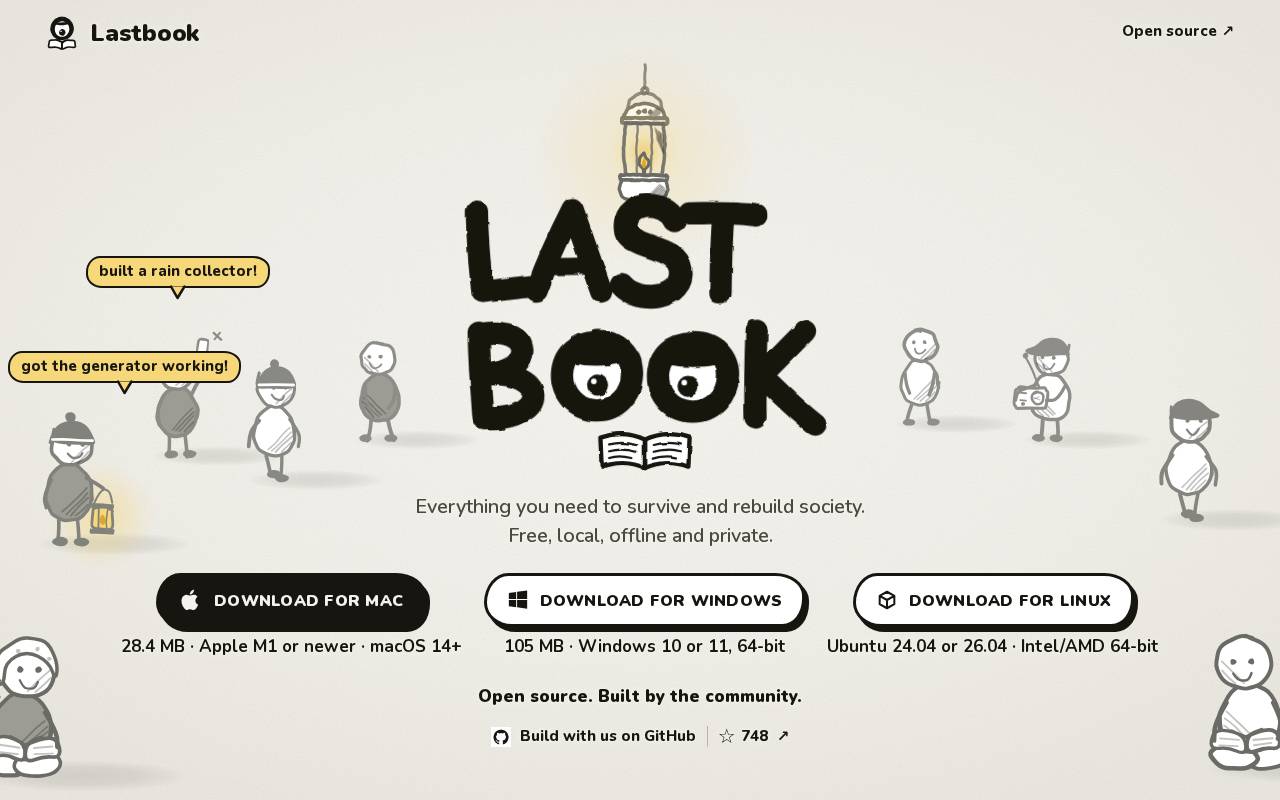 Lastbook
Open source ↗
LAST
BOOK
built a rain collector!
got the generator working!
Everything you need to survive and rebuild society.
Free, local, offline and private.
DOWNLOAD FOR MAC
28.4 MB · Apple M1 or newer · macOS 14+
DOWNLOAD FOR WINDOWS
105 MB · Windows 10 or 11, 64-bit
DOWNLOAD FOR LINUX
Ubuntu 24.04 or 26.04 · Intel/AMD 64-bit
Open source. Built by the community.
Build with us on GitHub ☆ 748 ↗